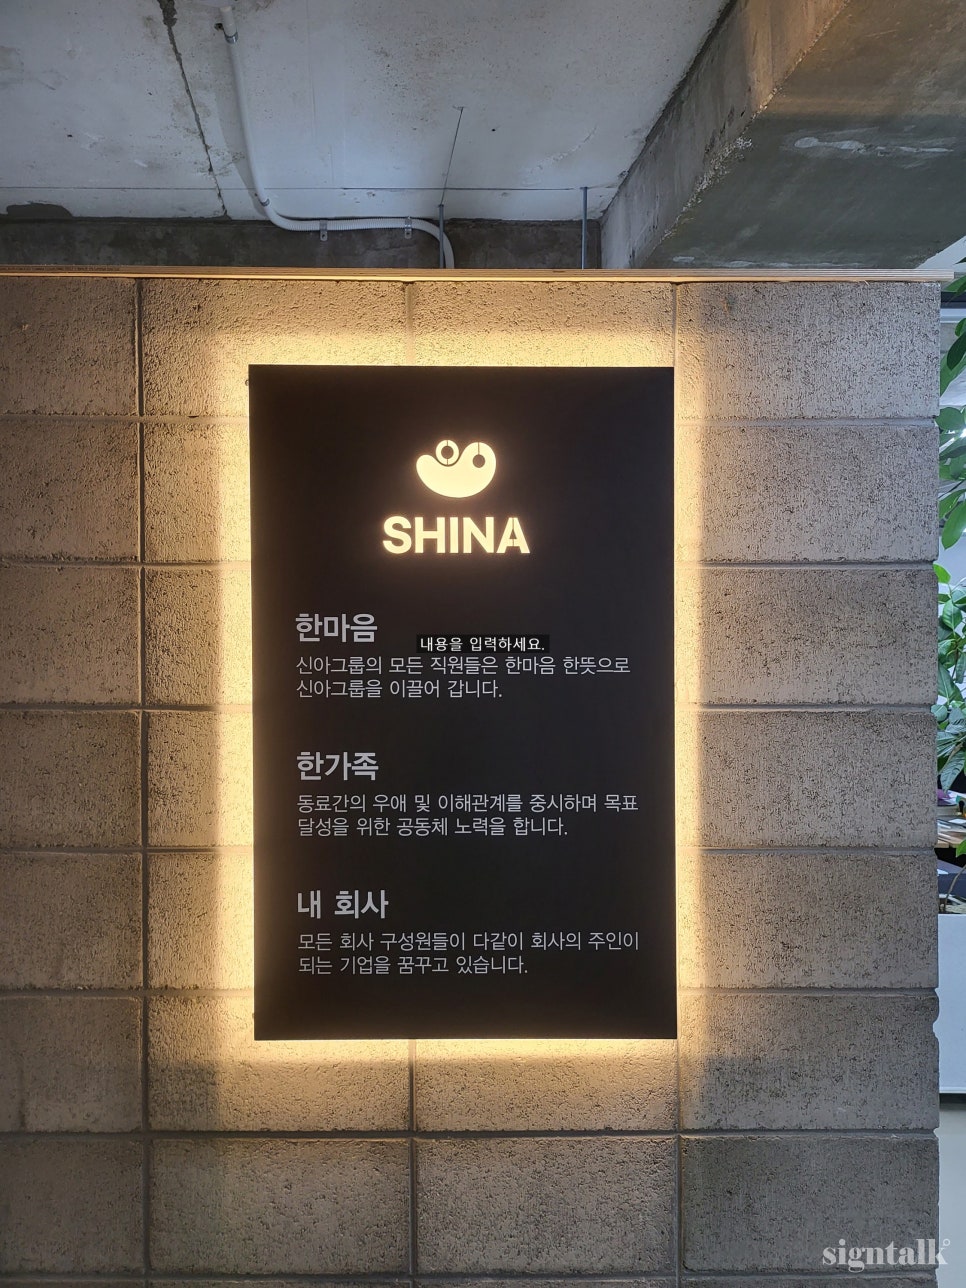 SHINA
한마음
내용을 입력하세요.
신아그룹의 모든 직원들은 한마음 한뜻으로
신아그룹을 이끌어 갑니다.
한가족
동료간의 우애 및 이해관계를 중시하며 목표
달성을 위한 공동체 노력을 합니다.
내 회사
모든 회사 구성원들이 다같이 회사의 주인이
되는 기업을 꿈꾸고 있습니다.
signtalk